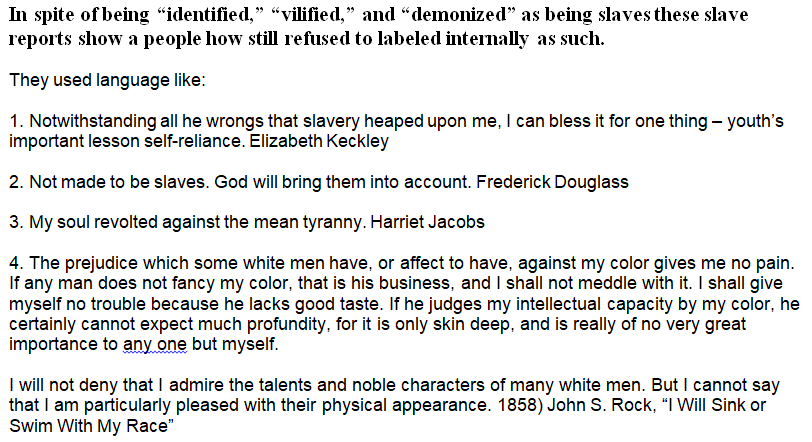 In spite of being “identified,” “vilified,” and “demonized” as being slaves these slave
reports show a people how still refused to labeled internally as such.
They used language like:
1. Notwithstanding all he wrongs that slavery heaped upon me, I can bless it for one thing – youth’s
important lesson self-reliance. Elizabeth Keckley
2. Not made to be slaves. God will bring them into account. Frederick Douglass
3. My soul revolted against the mean tyranny. Harriet Jacobs
4. The prejudice which some white men have, or affect to have, against my color gives me no pain.
If any man does not fancy my color, that is his business, and I shall not meddle with it. I shall give
myself no trouble because he lacks good taste. If he judges my intellectual capacity by my color, he
certainly cannot expect much profundity, for it is only skin deep, and is really of no very great
importance to any one but myself.
I will not deny that I admire the talents and noble characters of many white men. But I cannot say
that I am particularly pleased with their physical appearance. 1858) John S. Rock, “I Will Sink or
Swim With My Race”